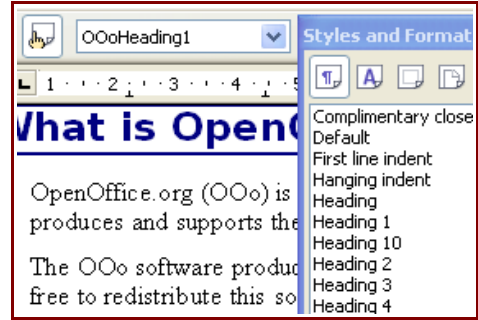 OOoHeading1
Styles and Format
1 2 3 4 5
What is Open
OpenOffice.org (OOo) is
produces and supports the
The OOo software produc
free to redistribute this so
Complimentary close
Default
First line indent
Hanging indent
Heading
Heading 1
Heading 10
Heading 2
Heading 3
Heading 4